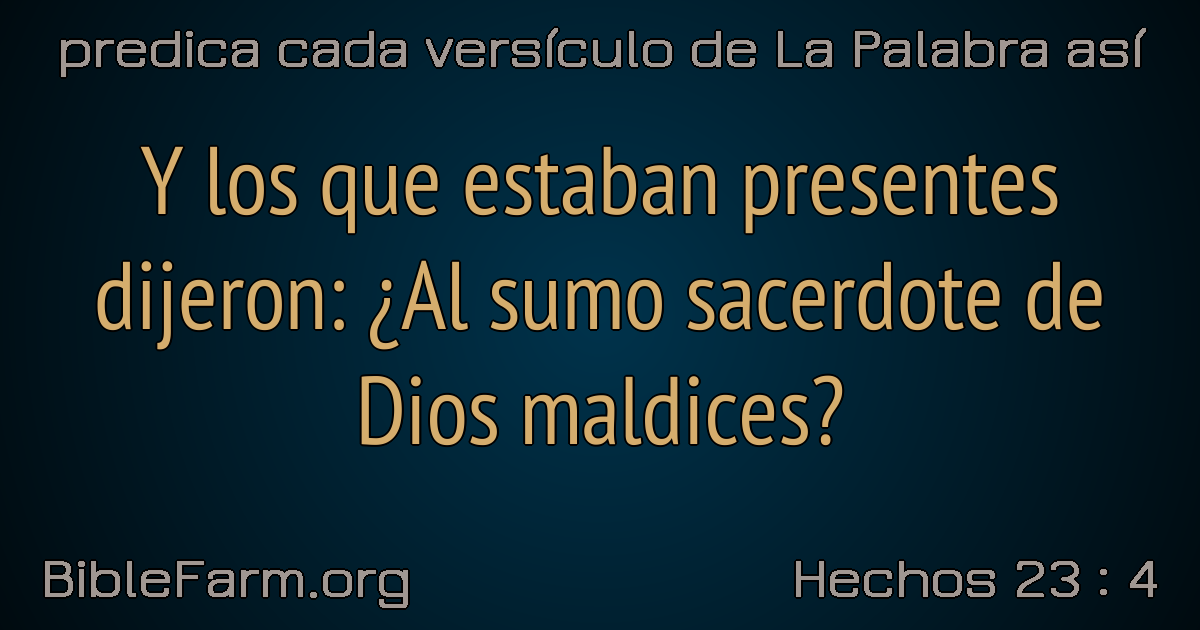 predica cada versículo de La Palabra así
Y los que estaban presentes
dijeron: ¿Al sumo sacerdote de
Dios maldices?
BibleFarm.org
Hechos 23 : 4